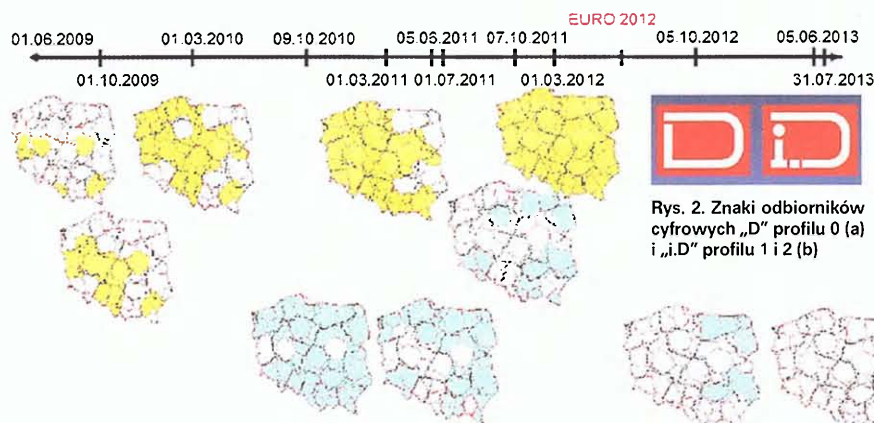 EURO 2012
01.06.2009 01.03.2010 09.10.2010 05.06.2011 07.10.2011 05.10.2012 05.06.2013
01.10.2009 01.03.2011 01.07.2011 01.03.2012 31.07.2013
D i.D
Rys. 2. Znaki odbiorników
cyfrowych „D” profilu 0 (a)
i „i.D” profilu 1 i 2 (b)